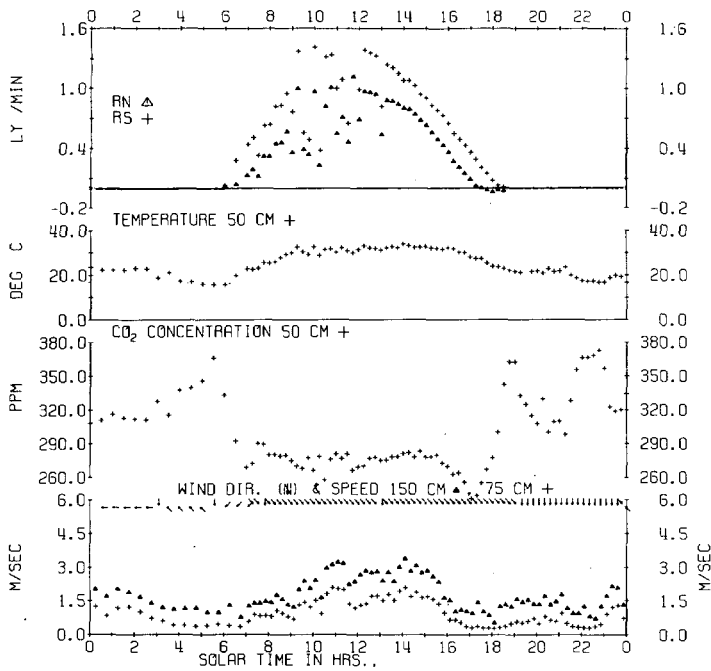 0 2 4 6 8 10 12 14 16 18 20 22 0
1.6 1.6
1.0 1.0
0.4 0.4
-0.2 -0.2
LY /MIN LY /MIN
RN ▲
RS +
TEMPERATURE 50 CM +
40.0 40.0
20.0 20.0
0.0 0.0
DEG C DEG C
CO₂ CONCENTRATION 50 CM +
380.0 380.0
350.0 350.0
320.0 320.0
290.0 290.0
260.0 260.0
PPM PPM
WIND DIR. (N) & SPEED 150 CM ▲ 75 CM +
6.0 6.0
4.5 4.5
3.0 3.0
1.5 1.5
0.0 0.0
M/SEC M/SEC
0 2 4 6 8 10 12 14 16 18 20 22 0
SOLAR TIME IN HRS.,